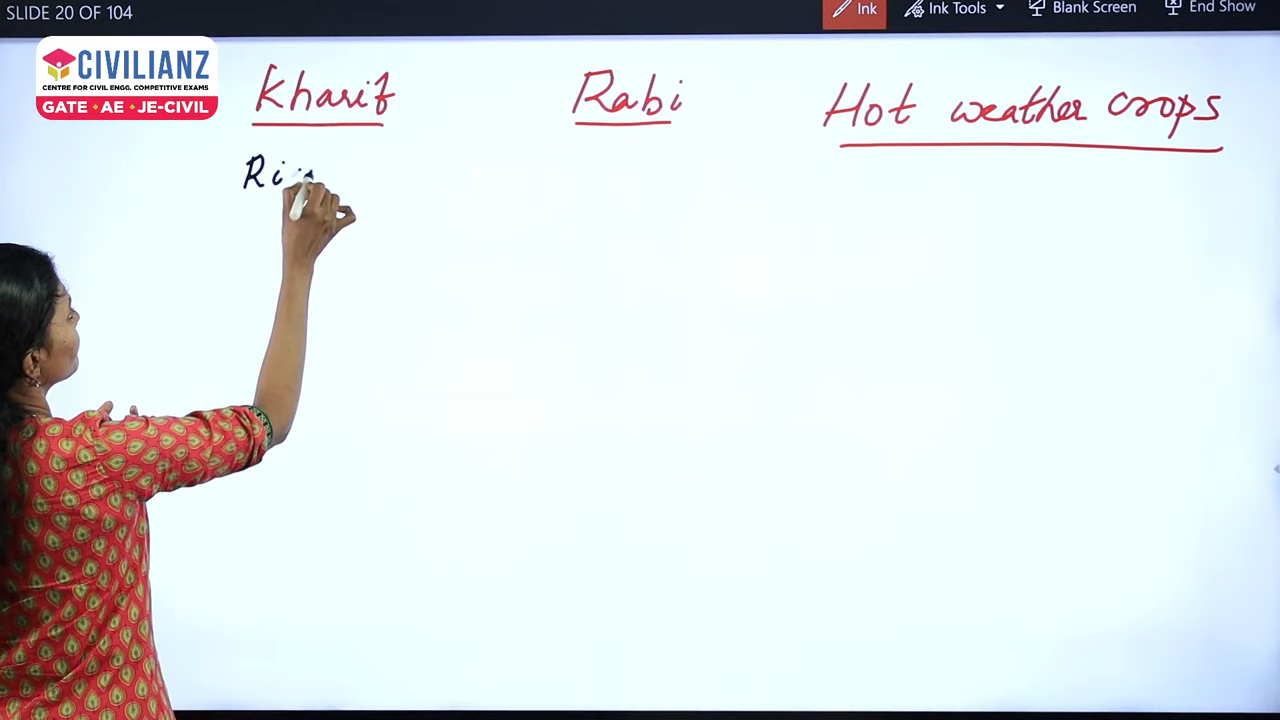 SLIDE 20 OF 104
Ink
Ink Tools
Blank Screen
End Show
CIVILIANZ
CENTRE FOR CIVIL ENGG. COMPETITIVE EXAMS
GATE • AE • JE-CIVIL
Kharif
Rabi
Hot weather crops
Ri